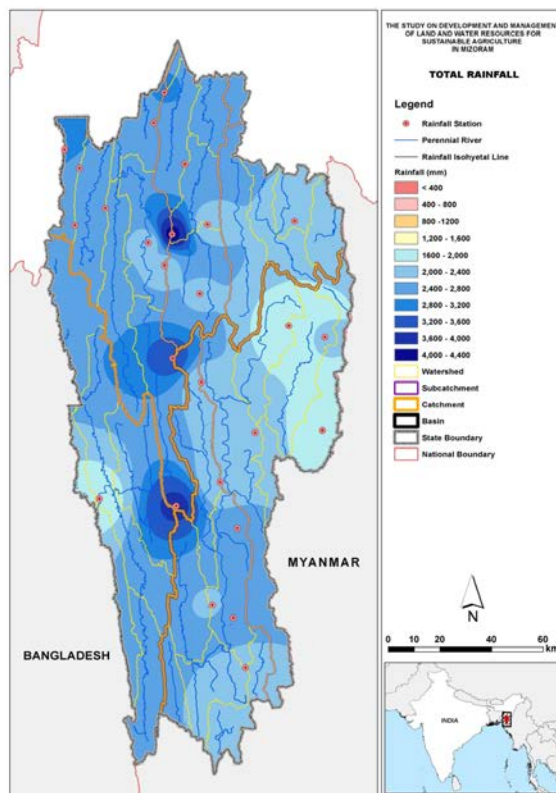 THE STUDY ON DEVELOPMENT AND MANAGEMENT
OF LAND AND WATER RESOURCES FOR
SUSTAINABLE AGRICULTURE
IN MIZORAM
TOTAL RAINFALL
Legend
Rainfall Station
Perennial River
Rainfall Isohyetal Line
Rainfall (mm)
< 400
400 - 800
800 -1200
1,200 - 1,600
1600 - 2,000
2,000 - 2,400
2,400 - 2,800
2,800 - 3,200
3,200 - 3,600
3,600 - 4,000
4,000 - 4,400
Watershed
Subcatchment
Catchment
Basin
State Boundary
National Boundary
MYANMAR
BANGLADESH
N
0 10 20 40 60
km
INDIA